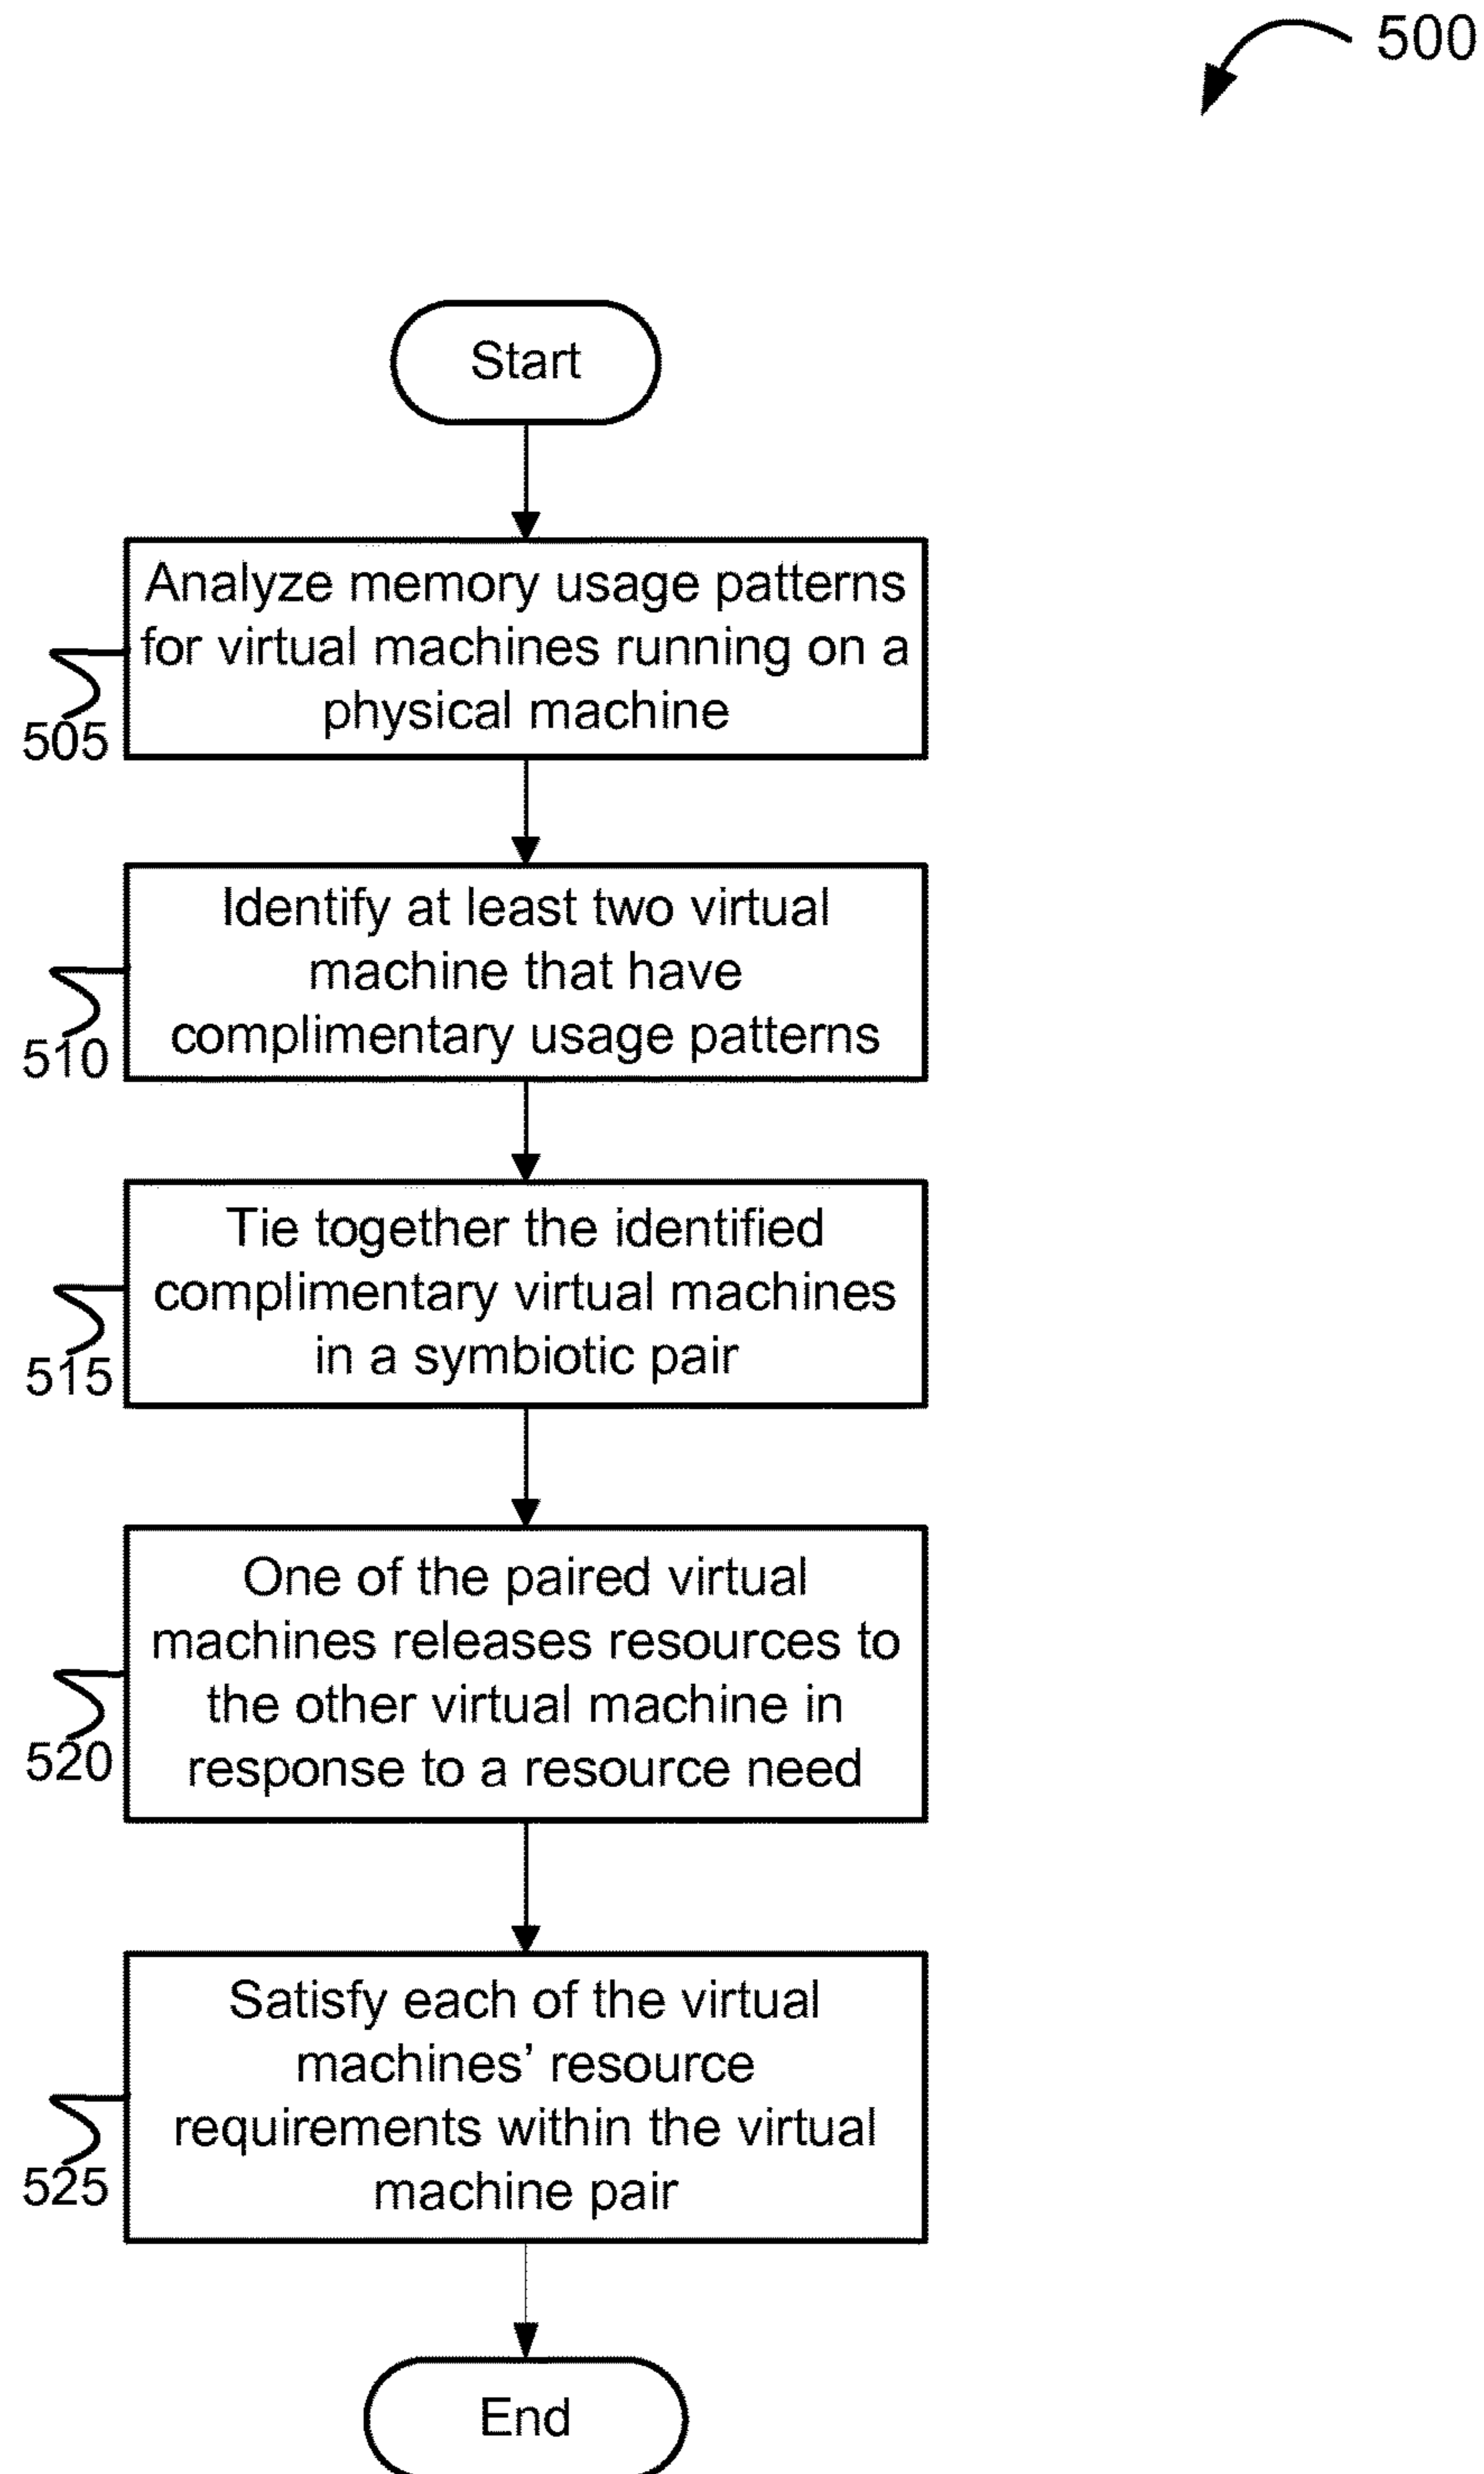 500
Start
Analyze memory usage patterns
for virtual machines running on a
physical machine
505
Identify at least two virtual
machine that have
complimentary usage patterns
510
Tie together the identified
complimentary virtual machines
in a symbiotic pair
515
One of the paired virtual
machines releases resources to
the other virtual machine in
response to a resource need
520
Satisfy each of the virtual
machines’ resource
requirements within the virtual
machine pair
525
End